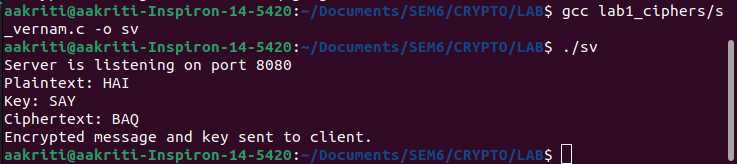 aakriti@aakriti-Inspiron-14-5420:~/Documents/SEM6/CRYPTO/LAB$ gcc lab1_ciphers/s
_vernam.c -o sv
aakriti@aakriti-Inspiron-14-5420:~/Documents/SEM6/CRYPTO/LAB$ ./sv
Server is listening on port 8080
Plaintext: HAI
Key: SAY
Ciphertext: BAQ
Encrypted message and key sent to client.
aakriti@aakriti-Inspiron-14-5420:~/Documents/SEM6/CRYPTO/LAB$